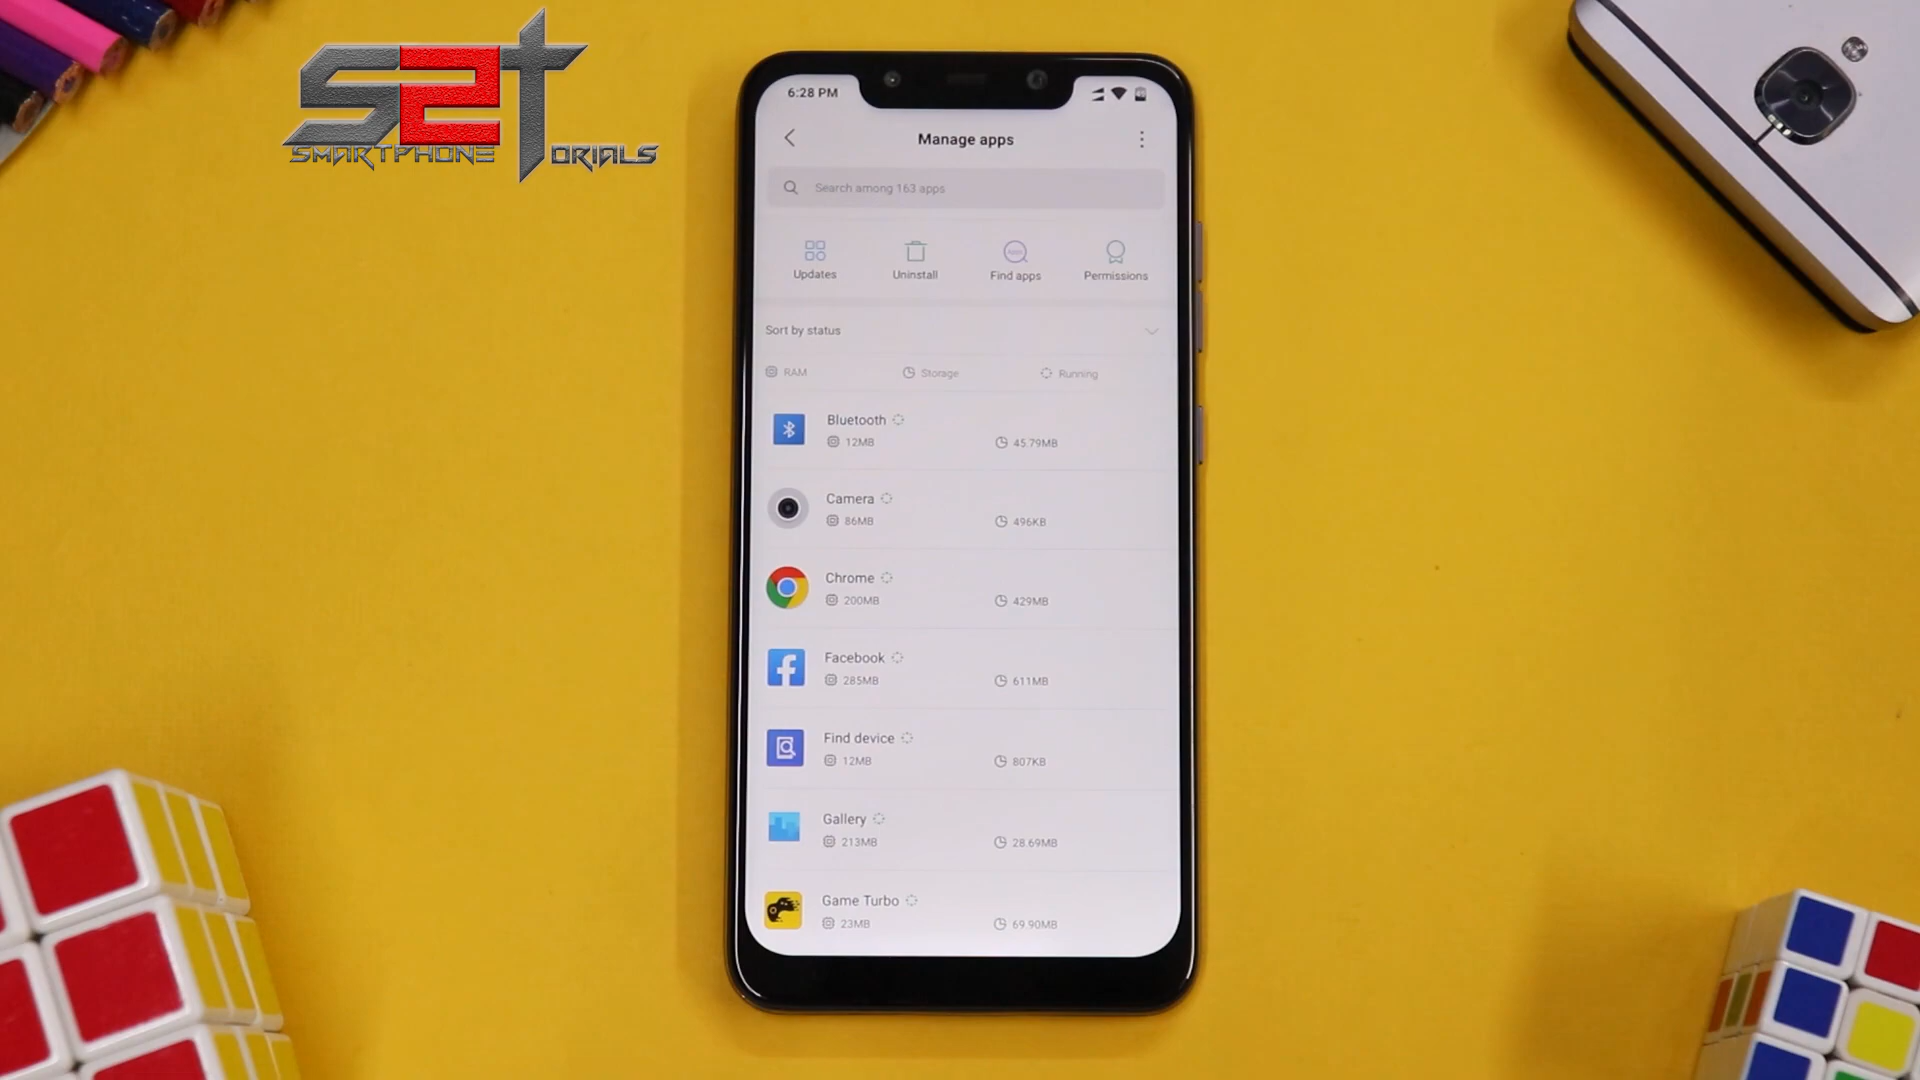 S2T
SMARTPHONE TORIALS
6:28 PM
Manage apps
Search among 163 apps
Updates
Uninstall
Find apps
Permissions
Sort by status
RAM
Storage
Running
Bluetooth
12MB
45.79MB
Camera
86MB
496KB
Chrome
200MB
429MB
Facebook
285MB
611MB
Find device
12MB
807KB
Gallery
213MB
28.69MB
Game Turbo
23MB
69.90MB